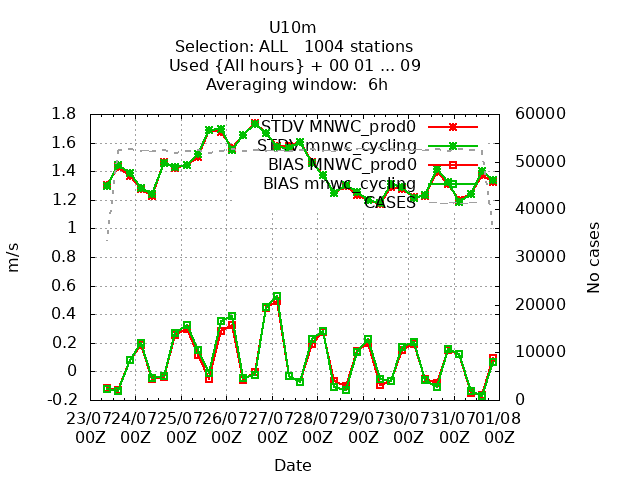 U10m
Selection: ALL   1004 stations
Used {All hours} + 00 01 ... 09
Averaging window:  6h
1.8
1.6
1.4
1.2
1
0.8
0.6
0.4
0.2
0
-0.2
m/s
60000
50000
40000
30000
20000
10000
0
No cases
STDV MNWC_prod0
STDV mnwc_cycling
BIAS MNWC_prod0
BIAS mnwc_cycling
CASES
23/07 24/07 25/07 26/07 27/07 28/07 29/07 30/07 31/07 01/08
00Z 00Z 00Z 00Z 00Z 00Z 00Z 00Z 00Z 00Z
Date